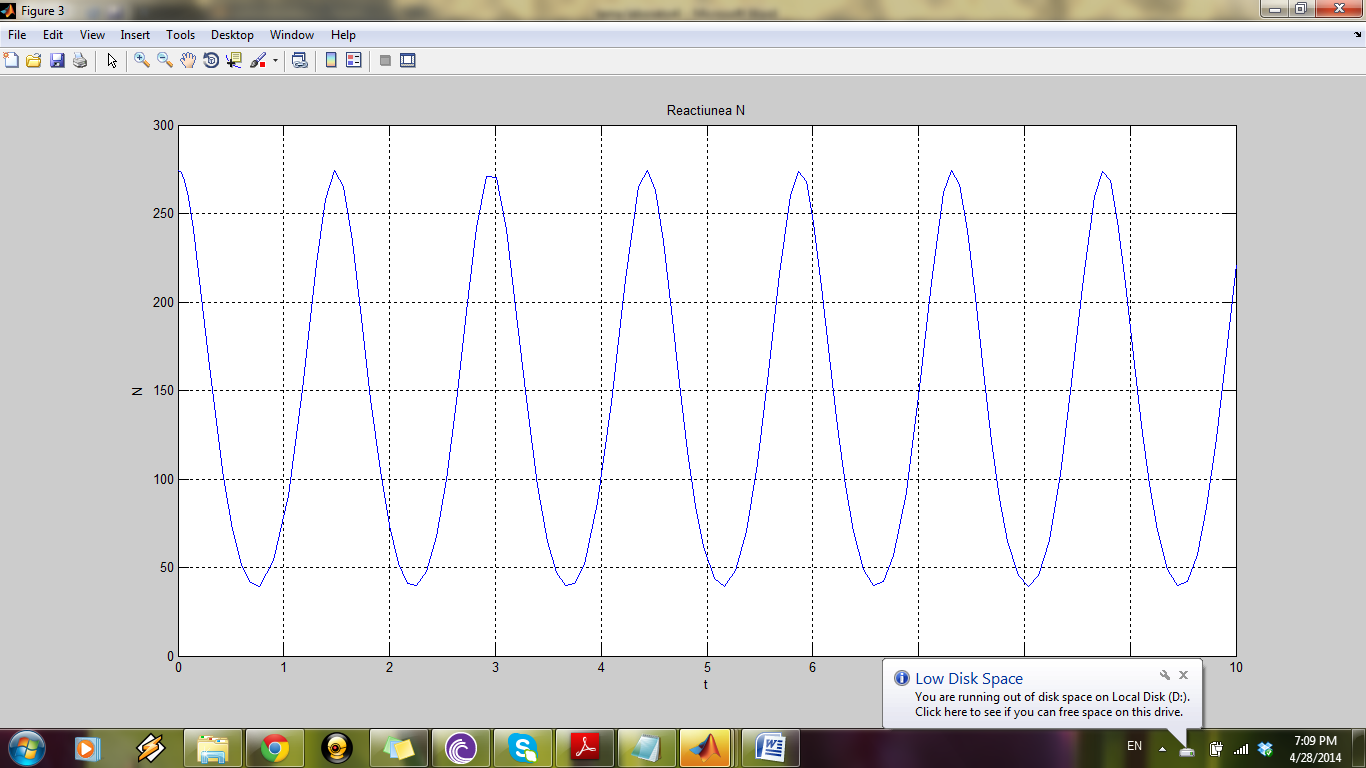 Figure 3
File Edit View Insert Tools Desktop Window Help
Reactiunea N
300
250
200
N
150
100
50
0
0 1 2 3 4 5 6 10
t
Low Disk Space
You are running out of disk space on Local Disk (D:).
Click here to see if you can free space on this drive.
EN
7:09 PM
4/28/2014